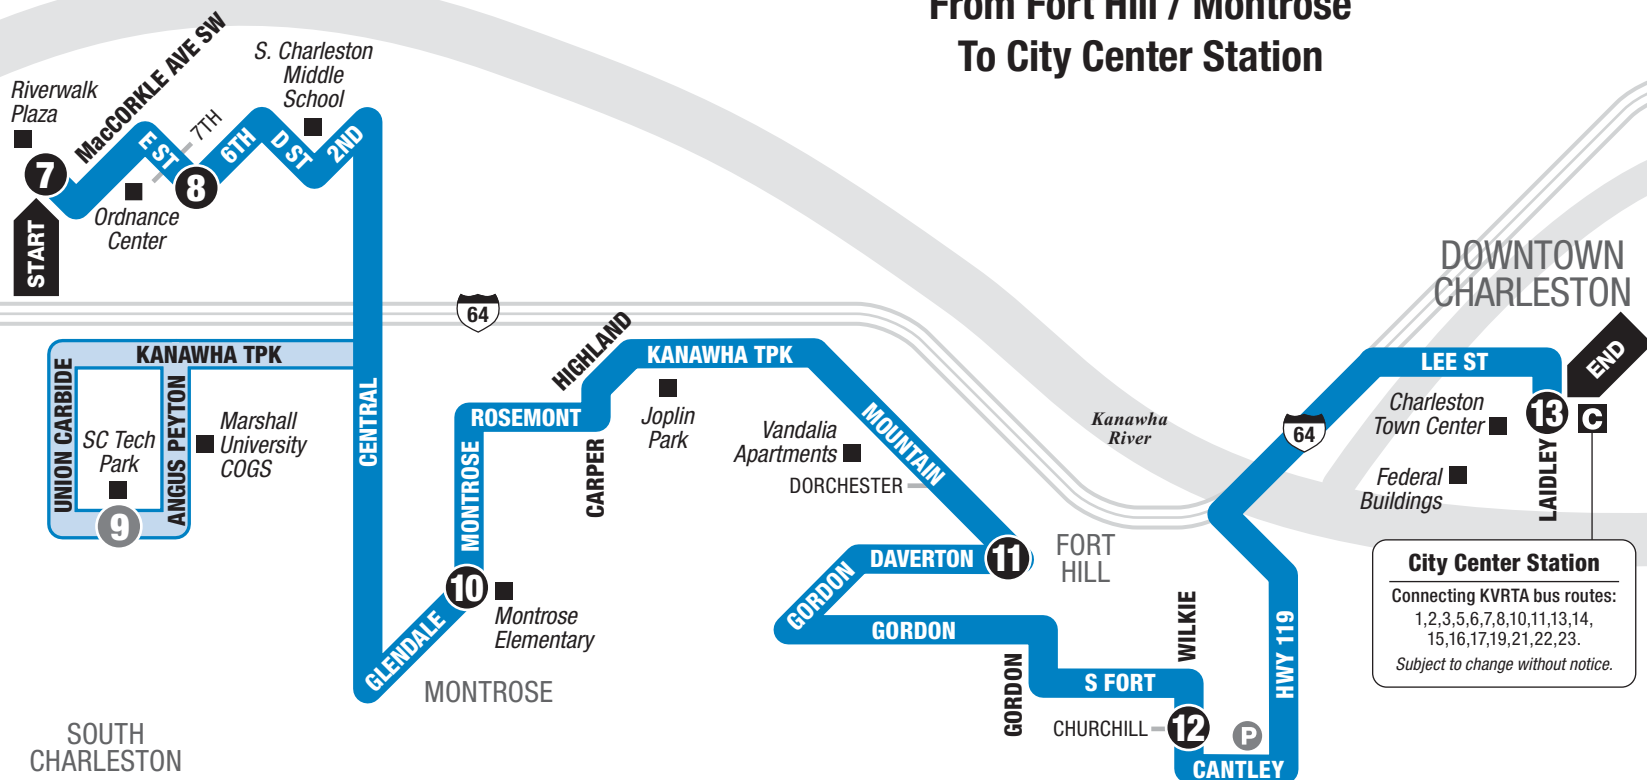 From Fort Hill / Montrose
To City Center Station
Riverwalk
Plaza
MacCORKLE AVE SW
S. Charleston
Middle
School
7
START
E ST
7TH
8
6TH
D ST
2ND
Ordnance
Center
64
KANAWHA TPK
UNION CARBIDE
SC Tech
Park
9
ANGUS PEYTON
Marshall
University
COGS
CENTRAL
GLENDALE
10
MONTROSE
Montrose
Elementary
MONTROSE
SOUTH
CHARLESTON
ROSEMONT
CARPER
HIGHLAND
KANAWHA TPK
Joplin
Park
Vandalia
Apartments
MOUNTAIN
DORCHESTER
11
FORT
HILL
DAVERTON
GORDON
GORDON
GORDON
S FORT
WILKIE
CHURCHILL
12
P
CANTLEY
HWY 119
Kanawha
River
64
LEE ST
DOWNTOWN
CHARLESTON
END
Charleston
Town Center
13
C
Federal
Buildings
LAIDLEY
City Center Station
Connecting KVRTA bus routes:
1,2,3,5,6,7,8,10,11,13,14,
15,16,17,19,21,22,23.
Subject to change without notice.